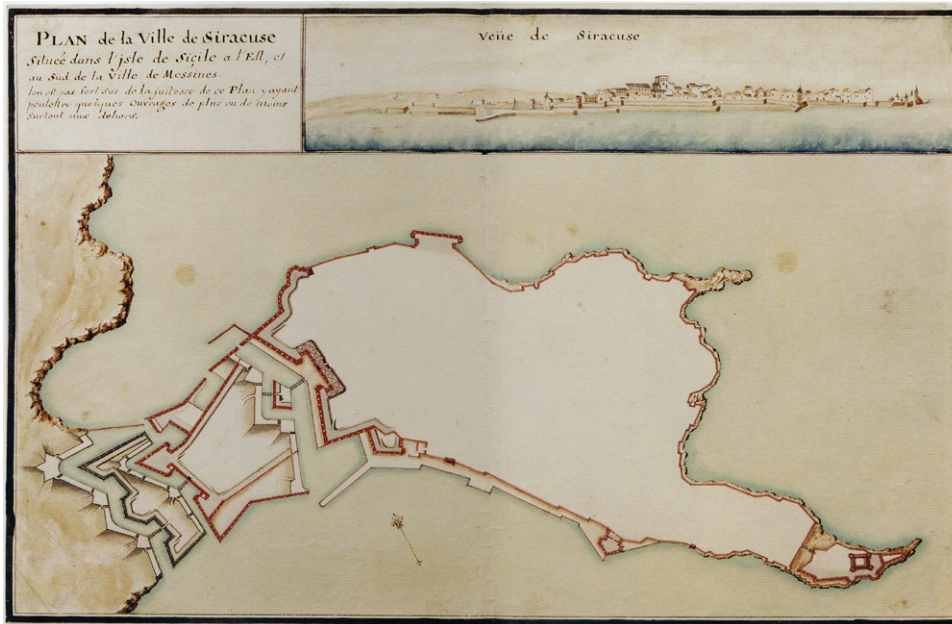 PLAN de la Ville de Siracuse
Situeé dans l'jsle de Siçile a l'Est, et
au Sud de la Ville de Messines.
lon est pas fort sur de la justesse de ce Plan y ayant
peutestre quelques Ouvrages de plus ou de moins
Surtout aux dehors.
Veüe de Siracuse